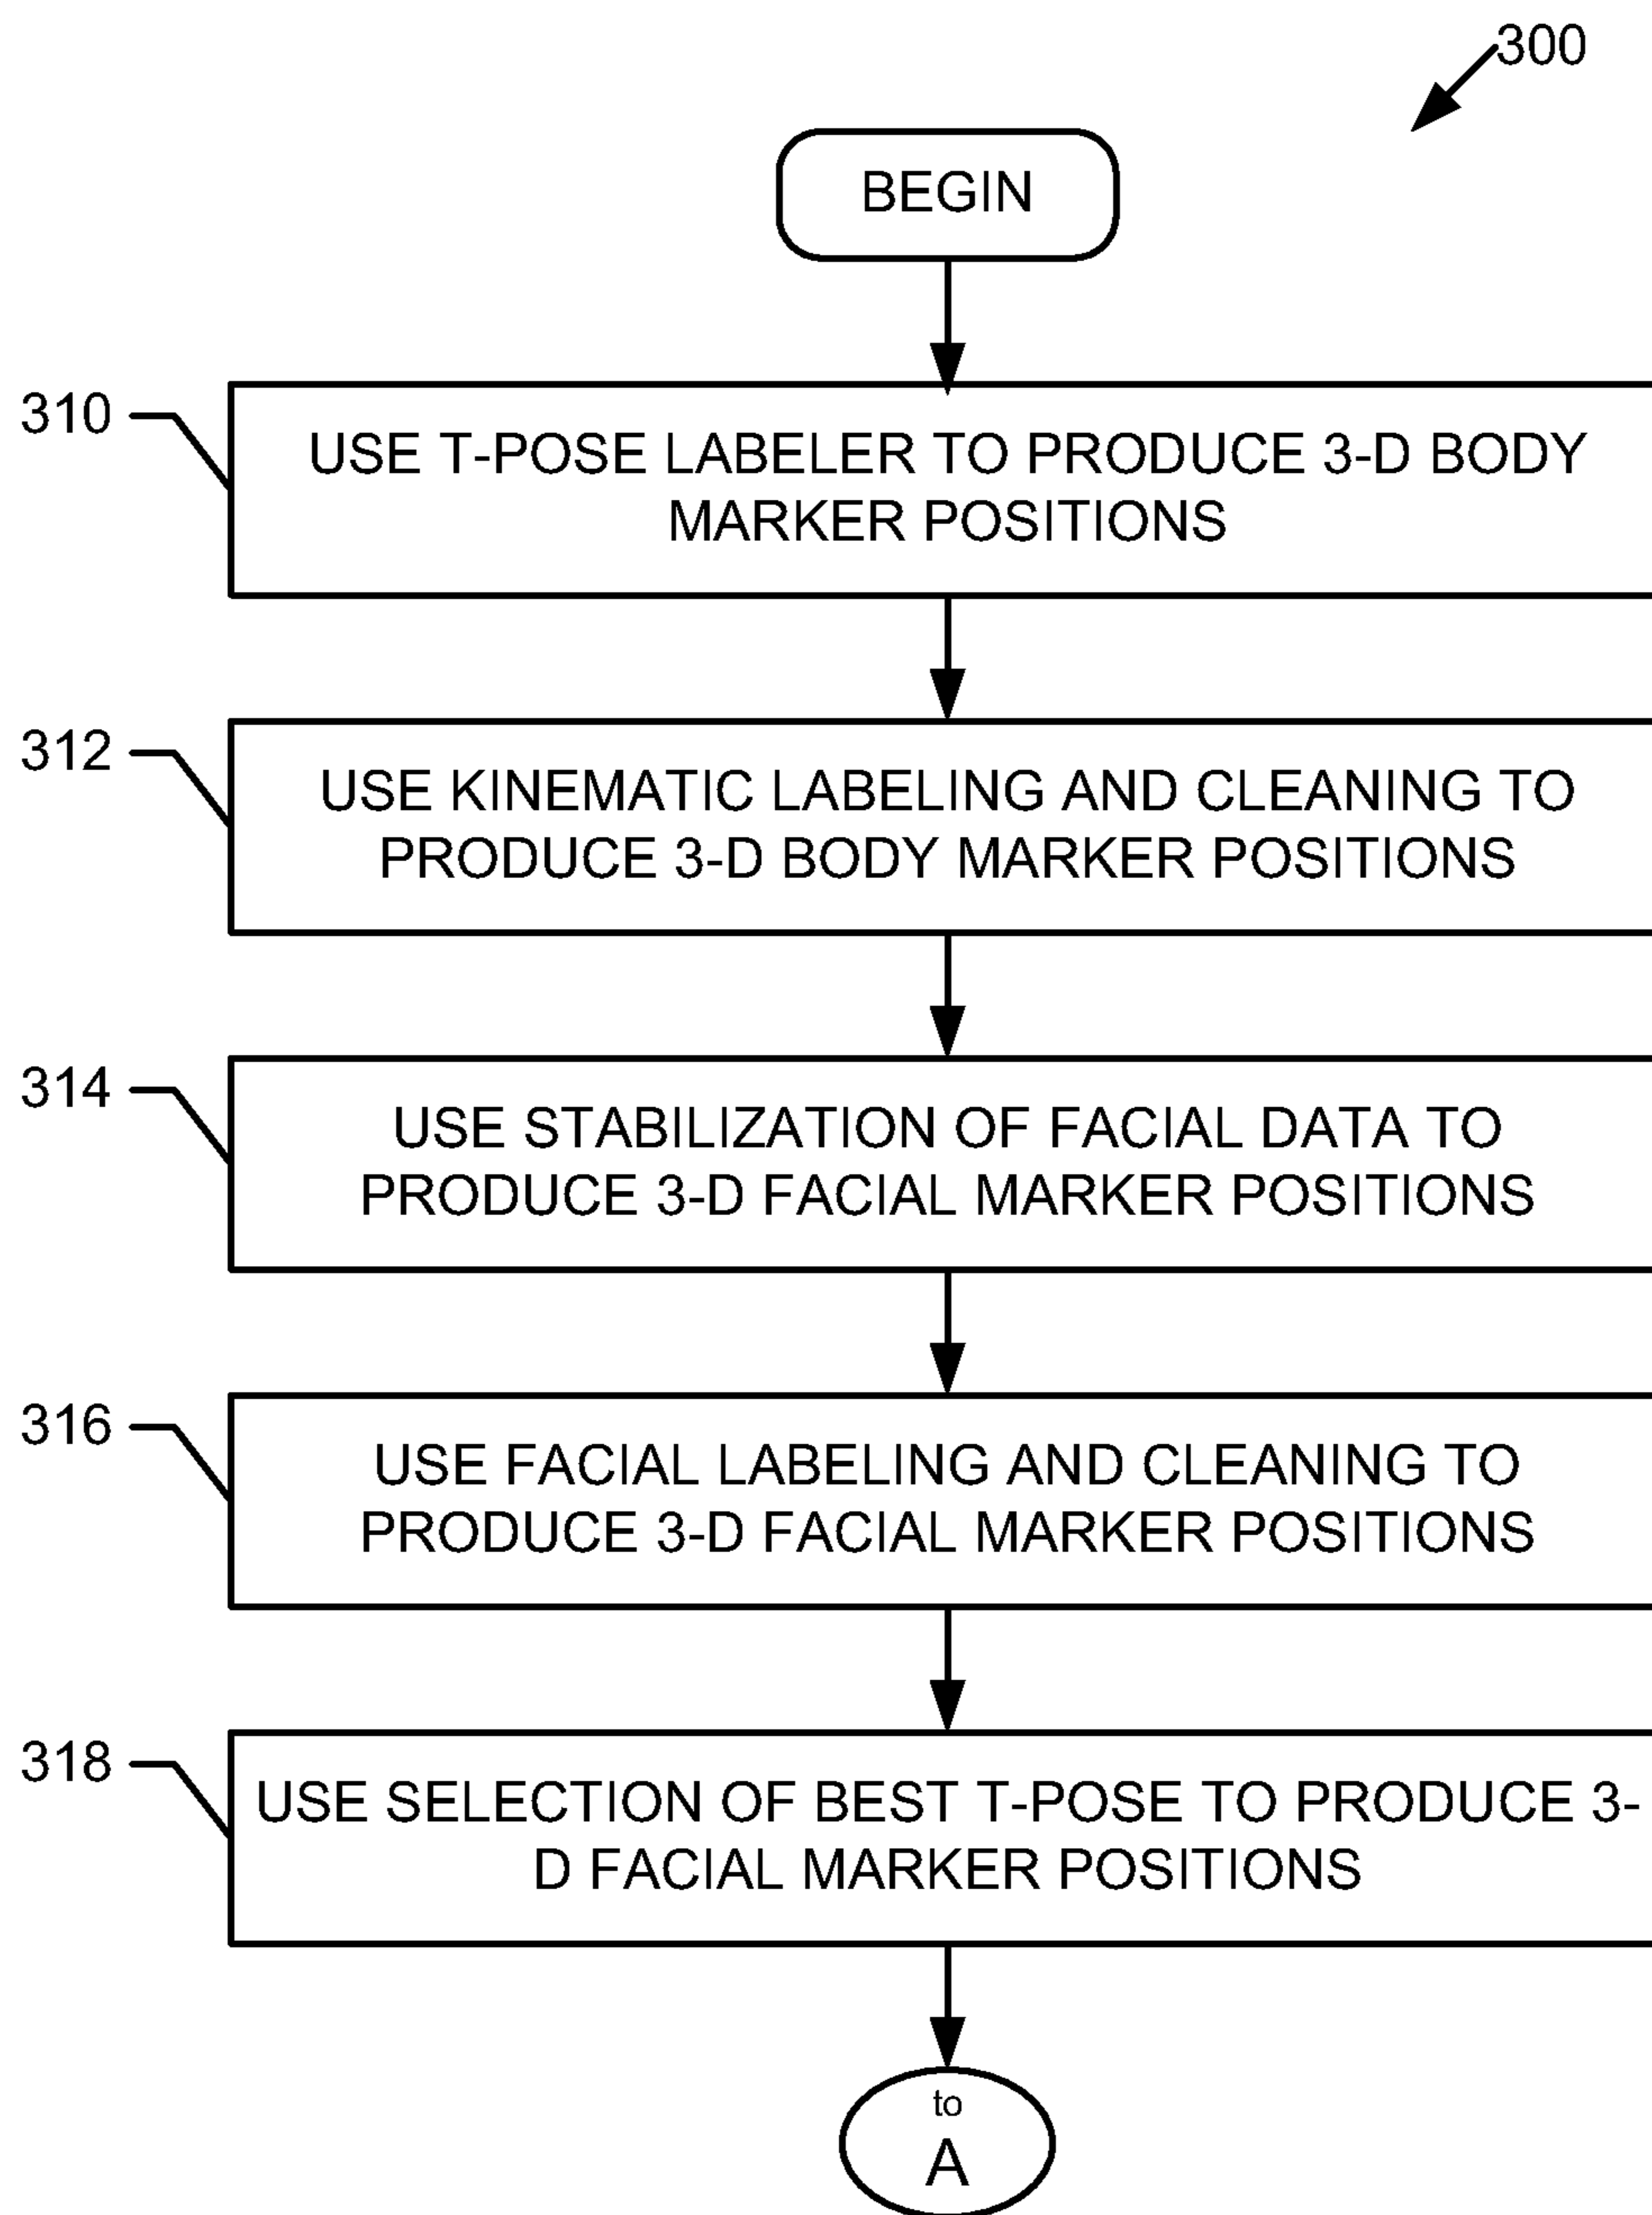 300
BEGIN
310
USE T-POSE LABELER TO PRODUCE 3-D BODY
MARKER POSITIONS
312
USE KINEMATIC LABELING AND CLEANING TO
PRODUCE 3-D BODY MARKER POSITIONS
314
USE STABILIZATION OF FACIAL DATA TO
PRODUCE 3-D FACIAL MARKER POSITIONS
316
USE FACIAL LABELING AND CLEANING TO
PRODUCE 3-D FACIAL MARKER POSITIONS
318
USE SELECTION OF BEST T-POSE TO PRODUCE 3-
D FACIAL MARKER POSITIONS
to
A